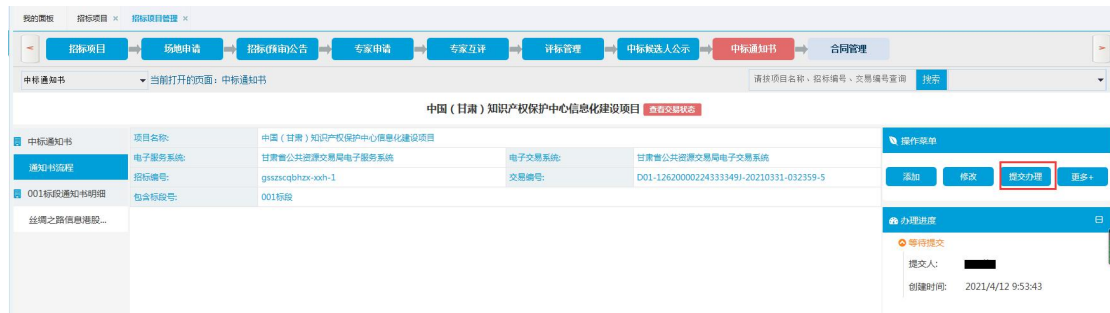 我的面板 招标项目 × 招标项目管理 ×
< 招标项目 场地申请 招标(预审)公告 专家申请 专家互评 评标管理 中标候选人公示 中标通知书 合同管理 >
中标通知书 当前打开的页面：中标通知书 请按项目名称、招标编号、交易编号查询 搜索
中国（甘肃）知识产权保护中心信息化建设项目 查看交易状态
中标通知书 项目名称: 中国（甘肃）知识产权保护中心信息化建设项目 操作菜单
通知书流程 电子服务系统: 甘肃省公共资源交易局电子服务系统 电子交易系统: 甘肃省公共资源交易局电子交易系统
招标编号: gsszscqbhzx-xxh-1 交易编号: D01-12620000224333349J-20210331-032359-5 添加 修改 提交办理 更多+
001标段通知书明细 包含标段号: 001标段
丝绸之路信息港股... 办理进度
等待提交
提交人:
创建时间: 2021/4/12 9:53:43